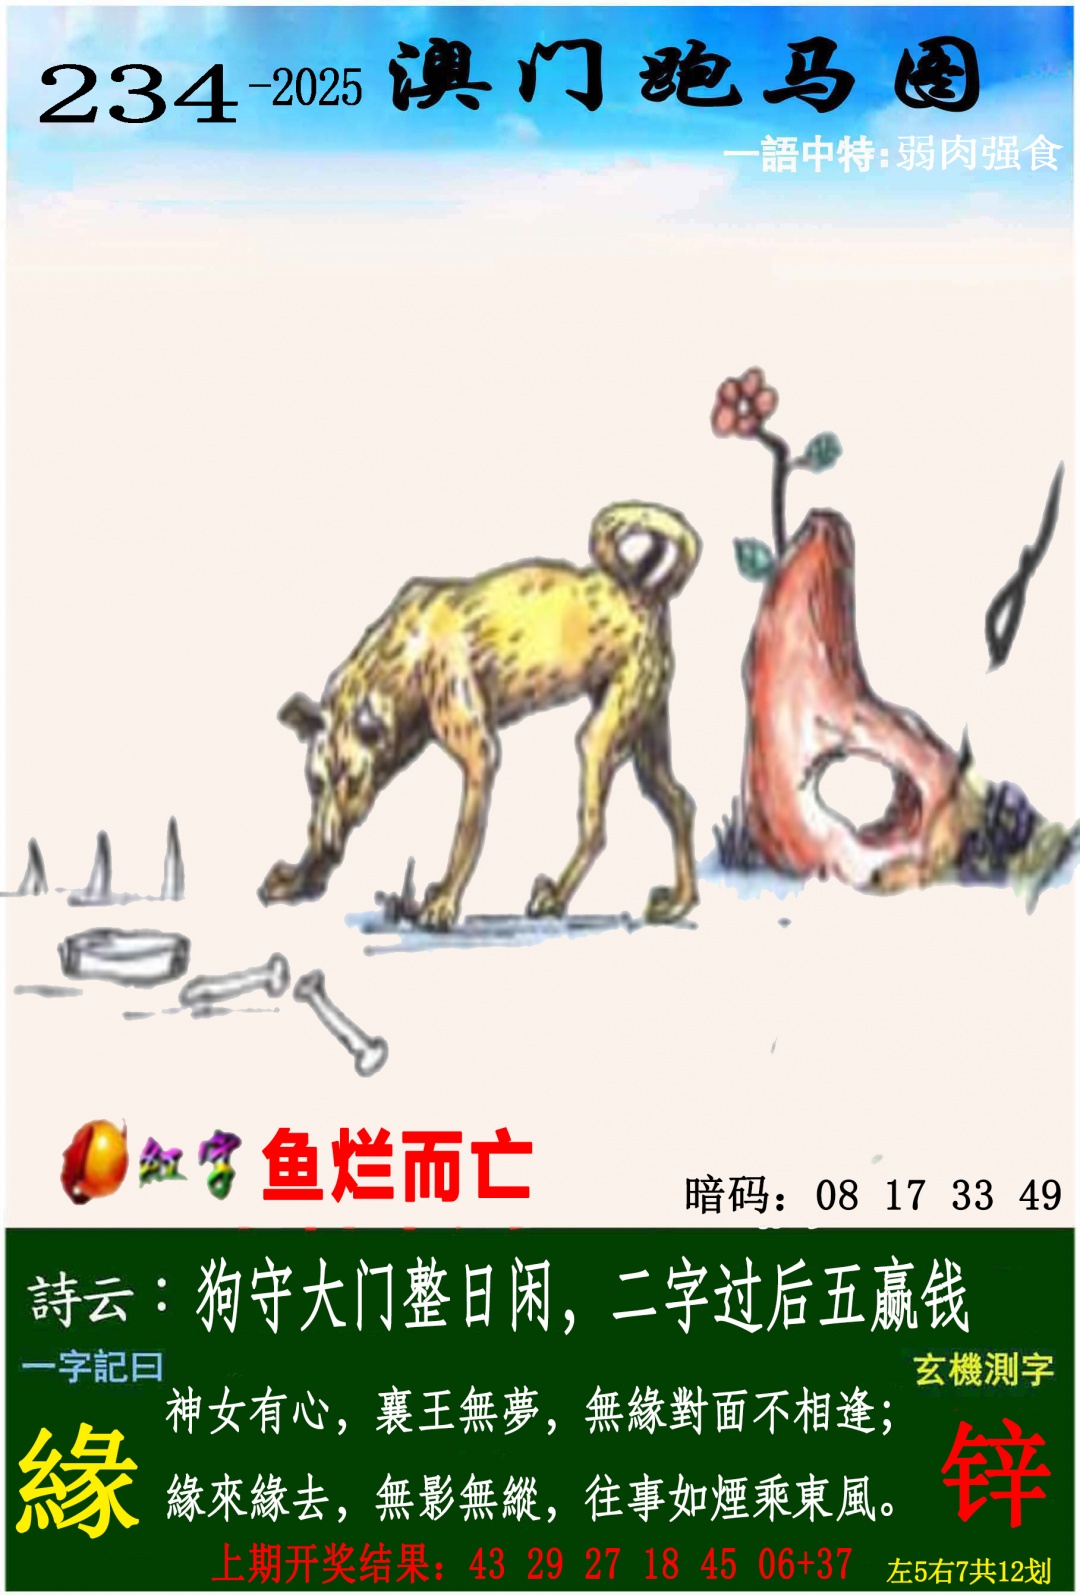 234-2025 澳门跑马图
一語中特:弱肉强食
红字 鱼烂而亡
暗码：08 17 33 49
詩云：狗守大门整日闲，二字过后五赢钱
一字記曰
玄機測字
緣
神女有心，襄王無夢，無緣對面不相逢；
緣來緣去，無影無縱，往事如煙乘東風。
锌
上期开奖结果：43 29 27 18 45 06+37
左5右7共12划